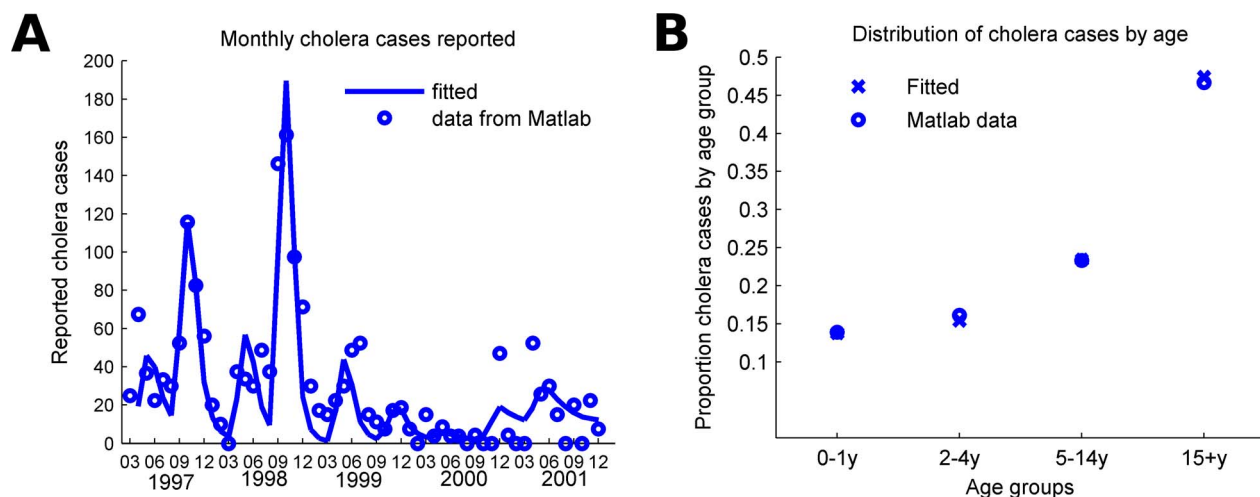 A
Monthly cholera cases reported
Reported cholera cases
200
180
160
140
120
100
80
60
40
20
0
fitted
data from Matlab
03 06 09 12 03 06 09 12 03 06 09 12 03 06 09 12 03 06 09 12
1997 1998 1999 2000 2001
B
Distribution of cholera cases by age
Proportion cholera cases by age group
0.5
0.45
0.4
0.35
0.3
0.25
0.2
0.15
0.1
Fitted
Matlab data
0-1y 2-4y 5-14y 15+y
Age groups